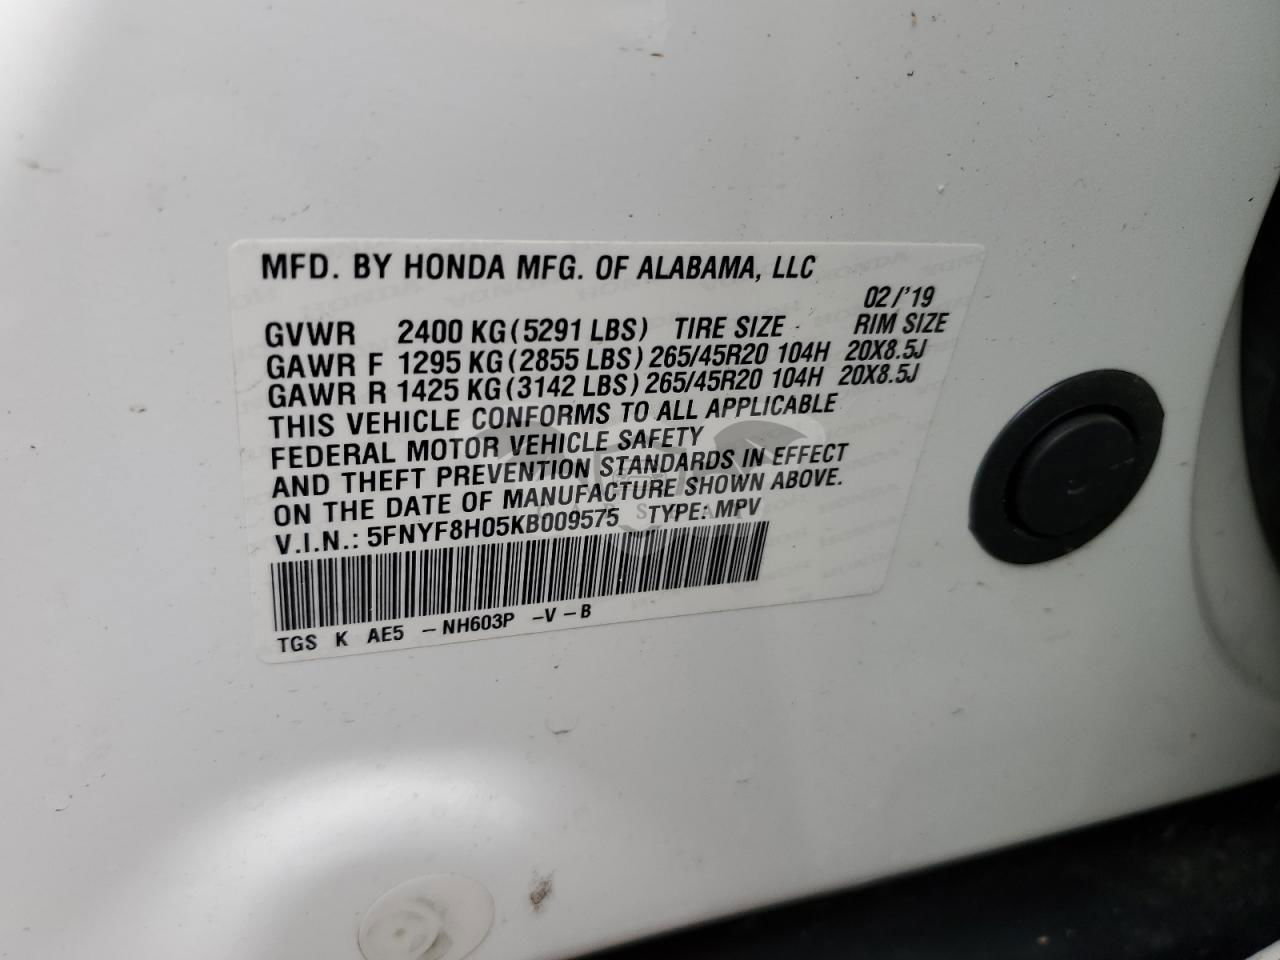 MFD. BY HONDA MFG. OF ALABAMA, LLC
02/'19
GVWR 2400 KG (5291 LBS) TIRE SIZE RIM SIZE
GAWR F 1295 KG (2855 LBS) 265/45R20 104H 20X8.5J
GAWR R 1425 KG (3142 LBS) 265/45R20 104H 20X8.5J
THIS VEHICLE CONFORMS TO ALL APPLICABLE
FEDERAL MOTOR VEHICLE SAFETY
AND THEFT PREVENTION STANDARDS IN EFFECT
ON THE DATE OF MANUFACTURE SHOWN ABOVE.
V.I.N.: 5FNYF8H05KB009575 TYPE: MPV
TGS K AE5 -NH603P -V-B